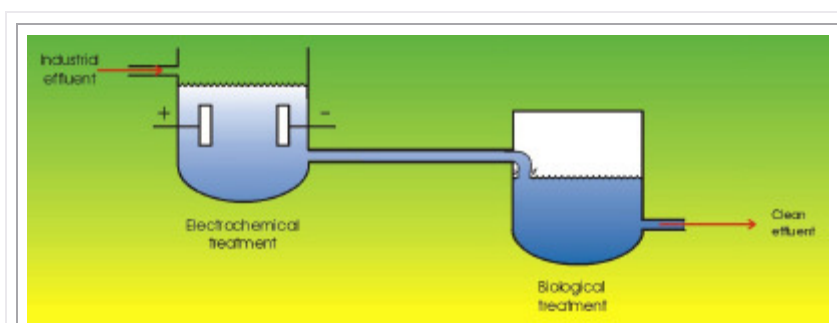 Industrial
effluent
+
-
Electrochemical
treatment
Clean
effluent
Biological
treatment